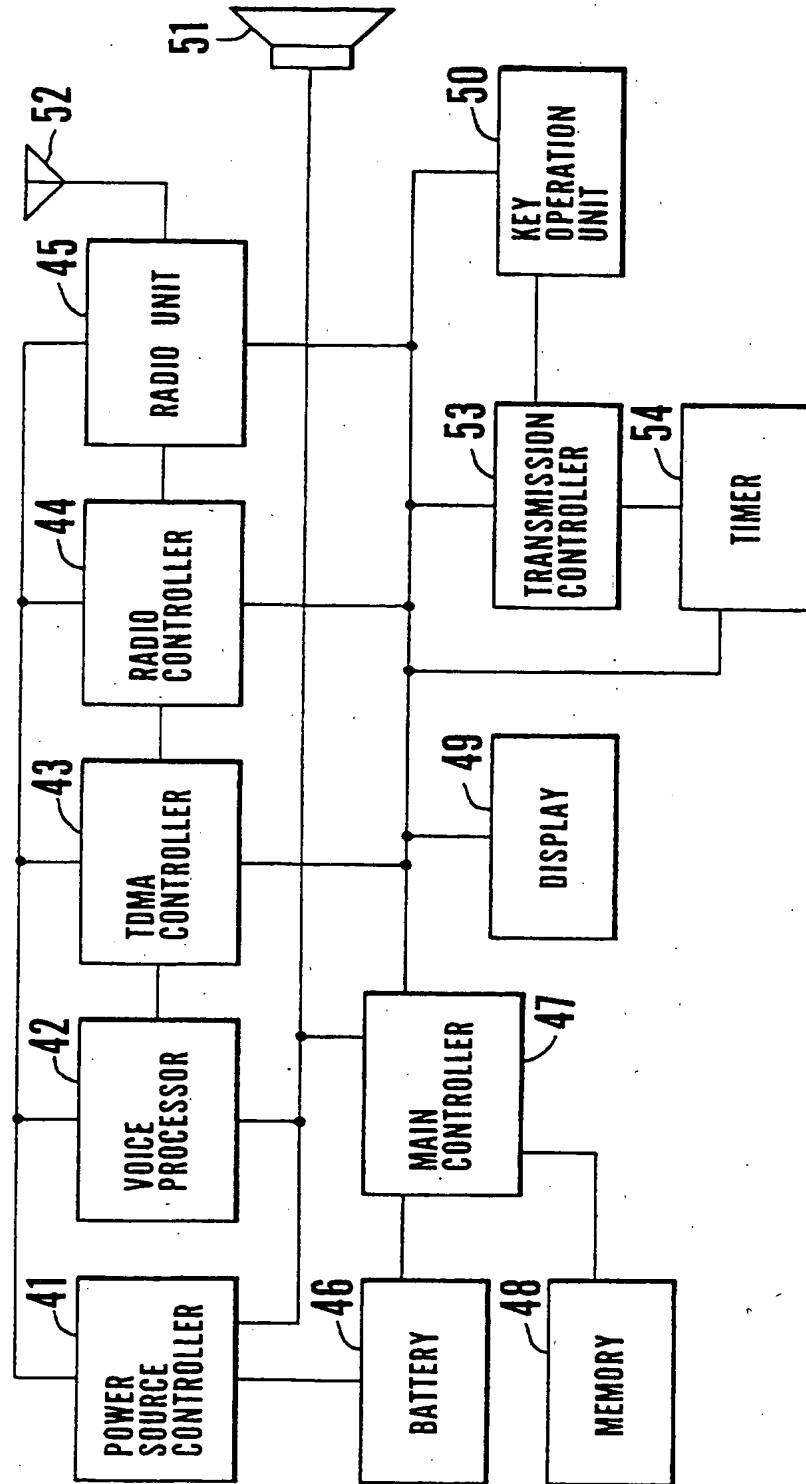 41
POWER
SOURCE
CONTROLLER
42
VOICE
PROCESSOR
43
TDMA
CONTROLLER
44
RADIO
CONTROLLER
45
RADIO UNIT
52
51
46
BATTERY
47
MAIN
CONTROLLER
48
MEMORY
49
DISPLAY
53
TRANSMISSION
CONTROLLER
50
KEY
OPERATION
UNIT
54
TIMER